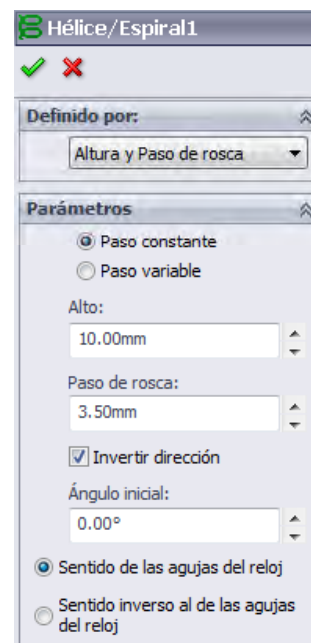 Hélice/Espiral1
Definido por:
Altura y Paso de rosca
Parámetros
Paso constante
Paso variable
Alto:
10.00mm
Paso de rosca:
3.50mm
Invertir dirección
Ángulo inicial:
0.00°
Sentido de las agujas del reloj
Sentido inverso al de las agujas
del reloj